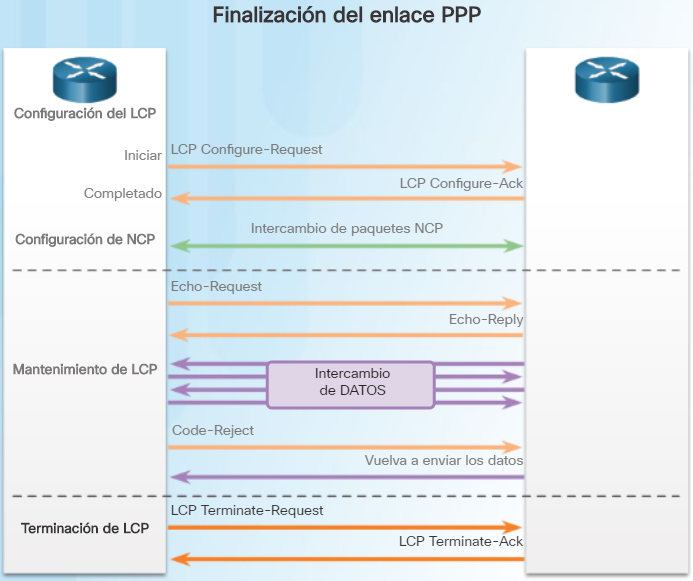 Finalización del enlace PPP
Configuración del LCP
Iniciar
LCP Configure-Request
Completado
LCP Configure-Ack
Configuración de NCP
Intercambio de paquetes NCP
Echo-Request
Echo-Reply
Mantenimiento de LCP
Intercambio
de DATOS
Code-Reject
Vuelva a enviar los datos
Terminación de LCP
LCP Terminate-Request
LCP Terminate-Ack